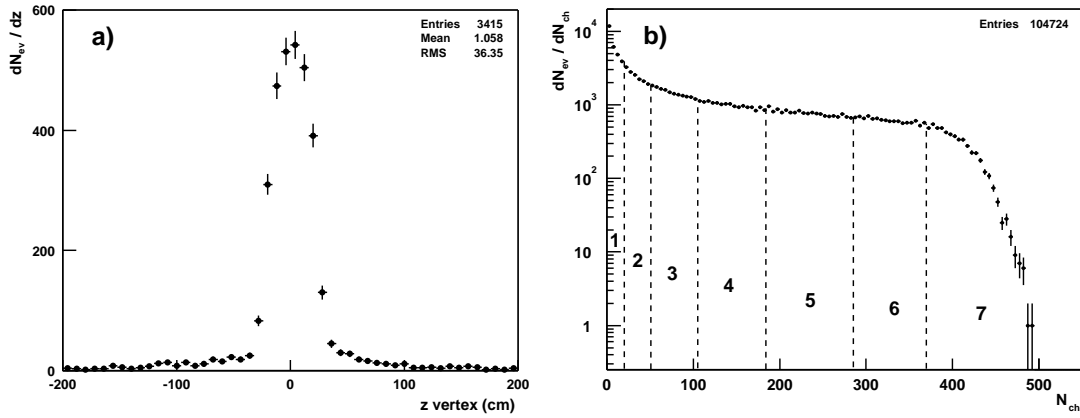 a)
Entries 3415
Mean 1.058
RMS 36.35
dN_ev / dz
600
400
200
0
-200 -100 0 100 200
z vertex (cm)
b)
Entries 104724
dN_ev / dN_ch
10^4
10^3
10^2
10
1
1 2 3 4 5 6 7
0 100 200 300 400 500
N_ch